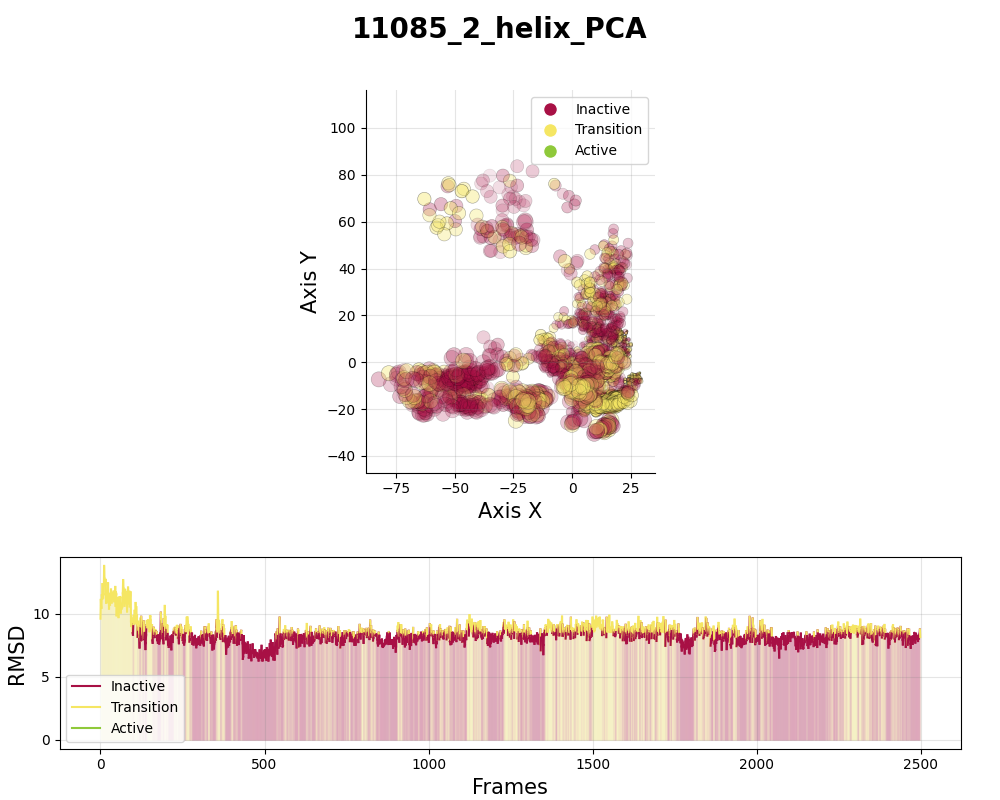 11085_2_helix_PCA
Inactive
Transition
Active
100
80
60
40
20
0
−20
−40
Axis Y
−75
−50
−25
0
25
Axis X
10
5
0
RMSD
Inactive
Transition
Active
0
500
1000
1500
2000
2500
Frames